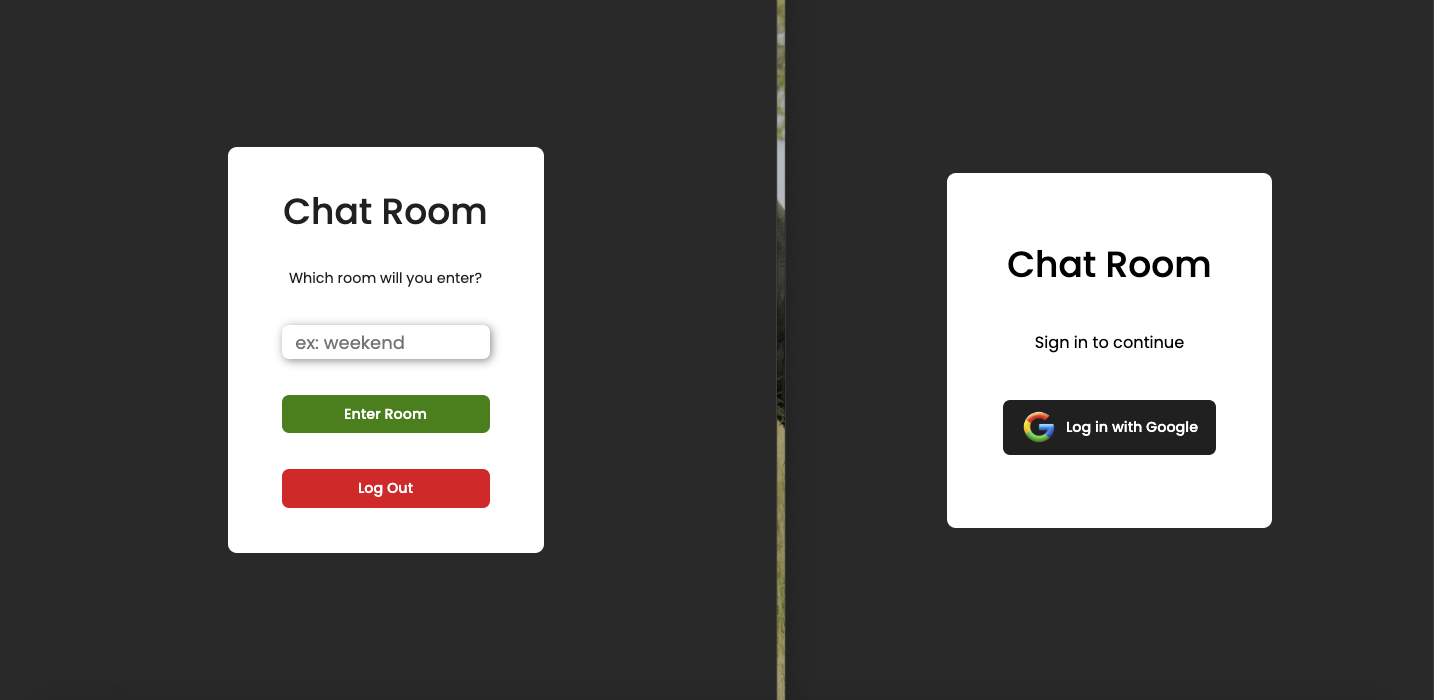 Chat Room
Which room will you enter?
ex: weekend
Enter Room
Log Out
Chat Room
Sign in to continue
Log in with Google